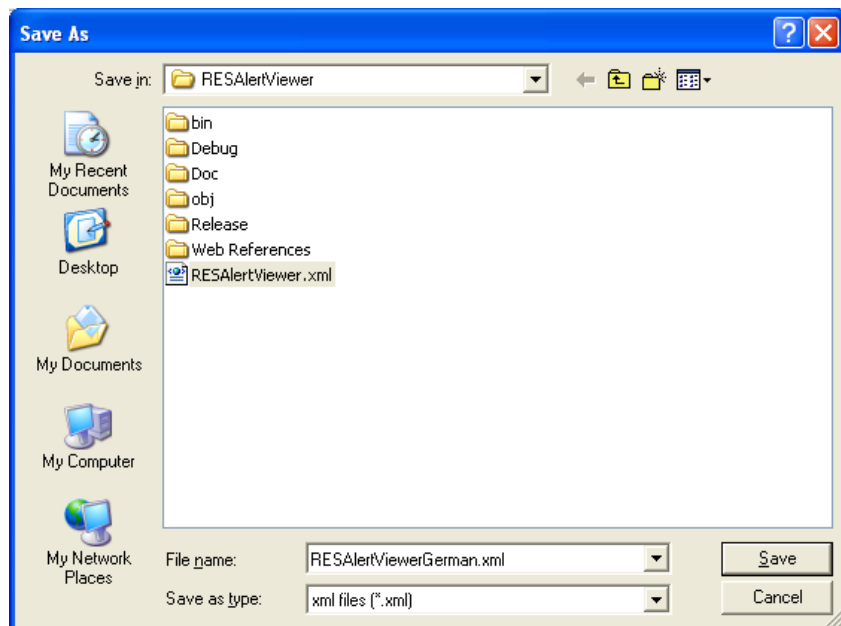 Save As
Save in: RESAlertViewer
My Recent
Documents
Desktop
My Documents
My Computer
My Network
Places
bin
Debug
Doc
obj
Release
Web References
RESAlertViewer.xml
File name: RESAlertViewerGerman.xml Save
Save as type: xml files (*.xml) Cancel